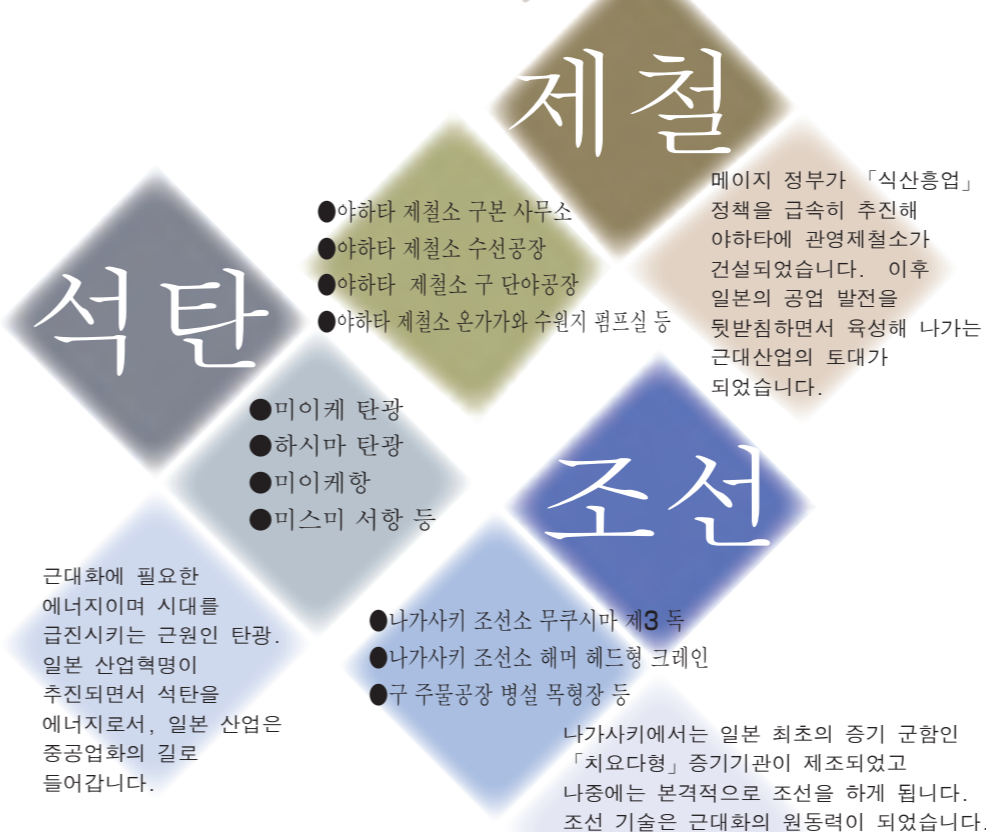 제철
메이지 정부가 「식산흥업」
정책을 급속히 추진해
야하타에 관영제철소가
건설되었습니다. 이후
일본의 공업 발전을
뒷받침하면서 육성해 나가는
근대산업의 토대가
되었습니다.
●야하타 제철소 구본 사무소
●야하타 제철소 수선공장
●야하타 제철소 구 단야공장
●야하타 제철소 온가가와 수원지 펌프실 등
석탄
●미이케 탄광
●하시마 탄광
●미이케항
●미스미 서항 등
근대화에 필요한
에너지이며 시대를
급진시키는 근원인 탄광.
일본 산업혁명이
추진되면서 석탄을
에너지로서, 일본 산업은
중공업화의 길로
들어갑니다.
조선
●나가사키 조선소 무쿠시마 제3 독
●나가사키 조선소 해머 헤드형 크레인
●구 주물공장 병설 목형장 등
나가사키에서는 일본 최초의 증기 군함인
「치요다형」증기기관이 제조되었고
나중에는 본격적으로 조선을 하게 됩니다.
조선 기술은 근대화의 원동력이 되었습니다.